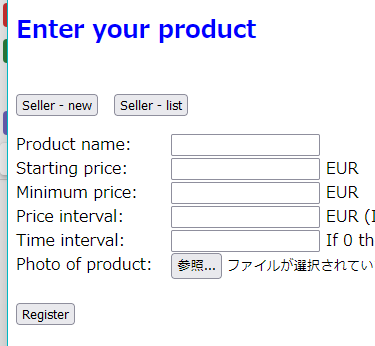 Enter your product
Seller - new Seller - list
Product name:
Starting price: EUR
Minimum price: EUR
Price interval: EUR (I
Time interval: If 0 th
Photo of product: 参照... ファイルが選択されてい
Register